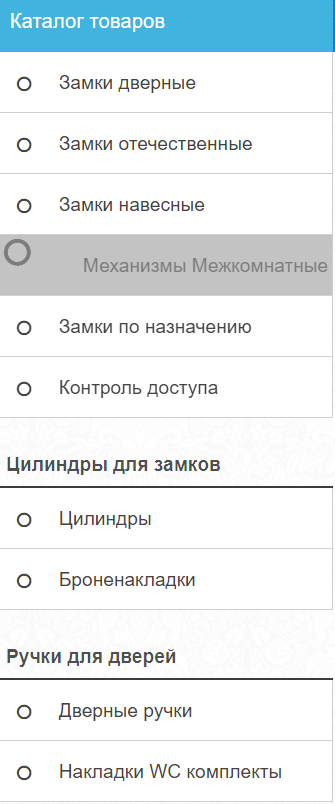 Каталог товаров
Замки дверные
Замки отечественные
Замки навесные
Механизмы Межкомнатные
Замки по назначению
Контроль доступа
Цилиндры для замков
Цилиндры
Броненакладки
Ручки для дверей
Дверные ручки
Накладки WC комплекты